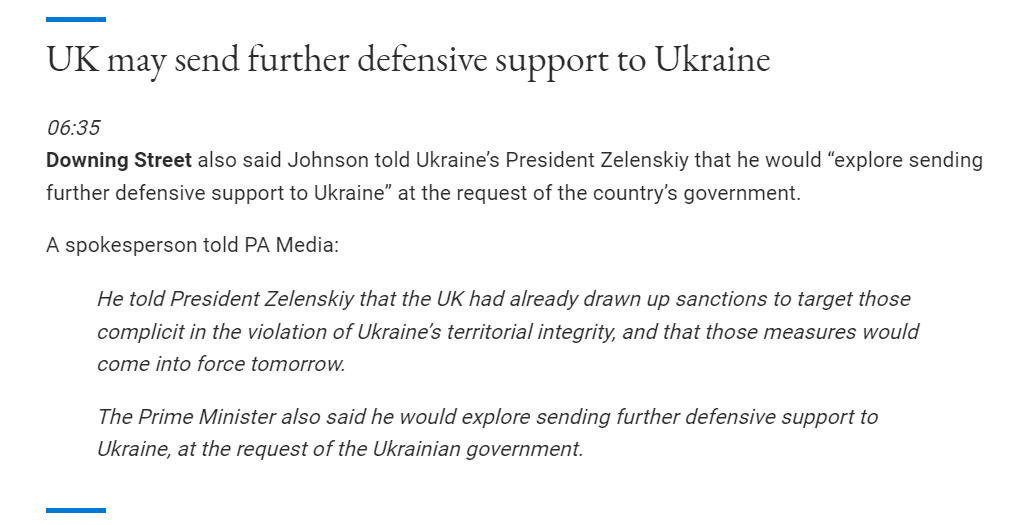 UK may send further defensive support to Ukraine
06:35
Downing Street also said Johnson told Ukraine’s President Zelenskiy that he would “explore sending
further defensive support to Ukraine” at the request of the country’s government.
A spokesperson told PA Media:
He told President Zelenskiy that the UK had already drawn up sanctions to target those
complicit in the violation of Ukraine’s territorial integrity, and that those measures would
come into force tomorrow.
The Prime Minister also said he would explore sending further defensive support to
Ukraine, at the request of the Ukrainian government.